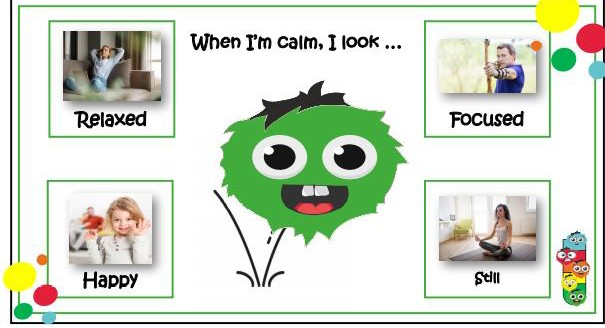 When I'm calm, I look ...
Relaxed
Focused
Happy
Still